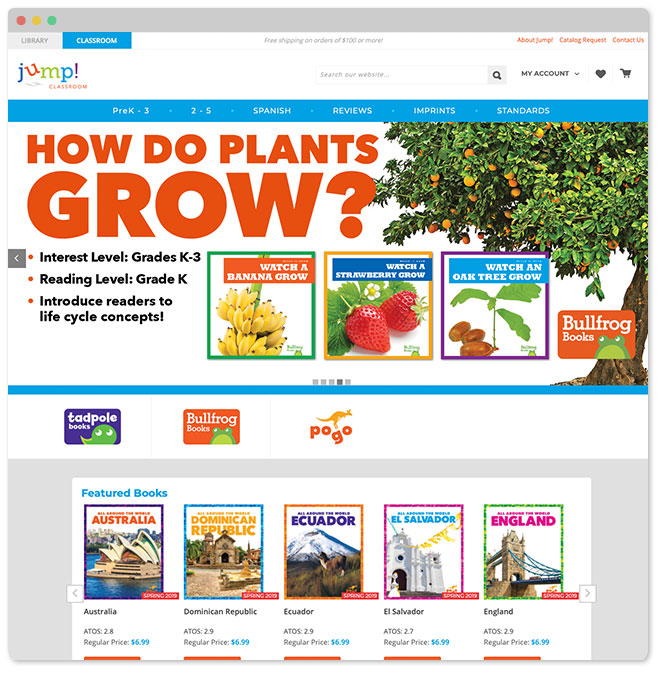 LIBRARY
CLASSROOM
Free shipping on orders of $100 or more!
About Jump! Catalog Request Contact Us
jump!
CLASSROOM
Search our website...
MY ACCOUNT
PreK - 3 • 2 - 5 • SPANISH • REVIEWS • IMPRINTS • STANDARDS
HOW DO PLANTS
GROW?
• Interest Level: Grades K-3
• Reading Level: Grade K
• Introduce readers to
life cycle concepts!
WATCH A
BANANA GROW
Bullfrog
Books
WATCH A
STRAWBERRY GROW
Bullfrog
Books
WATCH AN
OAK TREE GROW
Bullfrog
Books
Bullfrog
Books
tadpole
books
Bullfrog
Books
pogo
Featured Books
ALL AROUND THE WORLD
AUSTRALIA
SPRING 2019
ALL AROUND THE WORLD
DOMINICAN
REPUBLIC
SPRING 2019
ALL AROUND THE WORLD
ECUADOR
SPRING 2019
ALL AROUND THE WORLD
EL SALVADOR
SPRING 2019
ALL AROUND THE WORLD
ENGLAND
SPRING 2019
Australia
Dominican Republic
Ecuador
El Salvador
England
ATOS: 2.8
ATOS: 2.9
ATOS: 2.9
ATOS: 2.7
ATOS: 2.9
Regular Price: $6.99
Regular Price: $6.99
Regular Price: $6.99
Regular Price: $6.99
Regular Price: $6.99